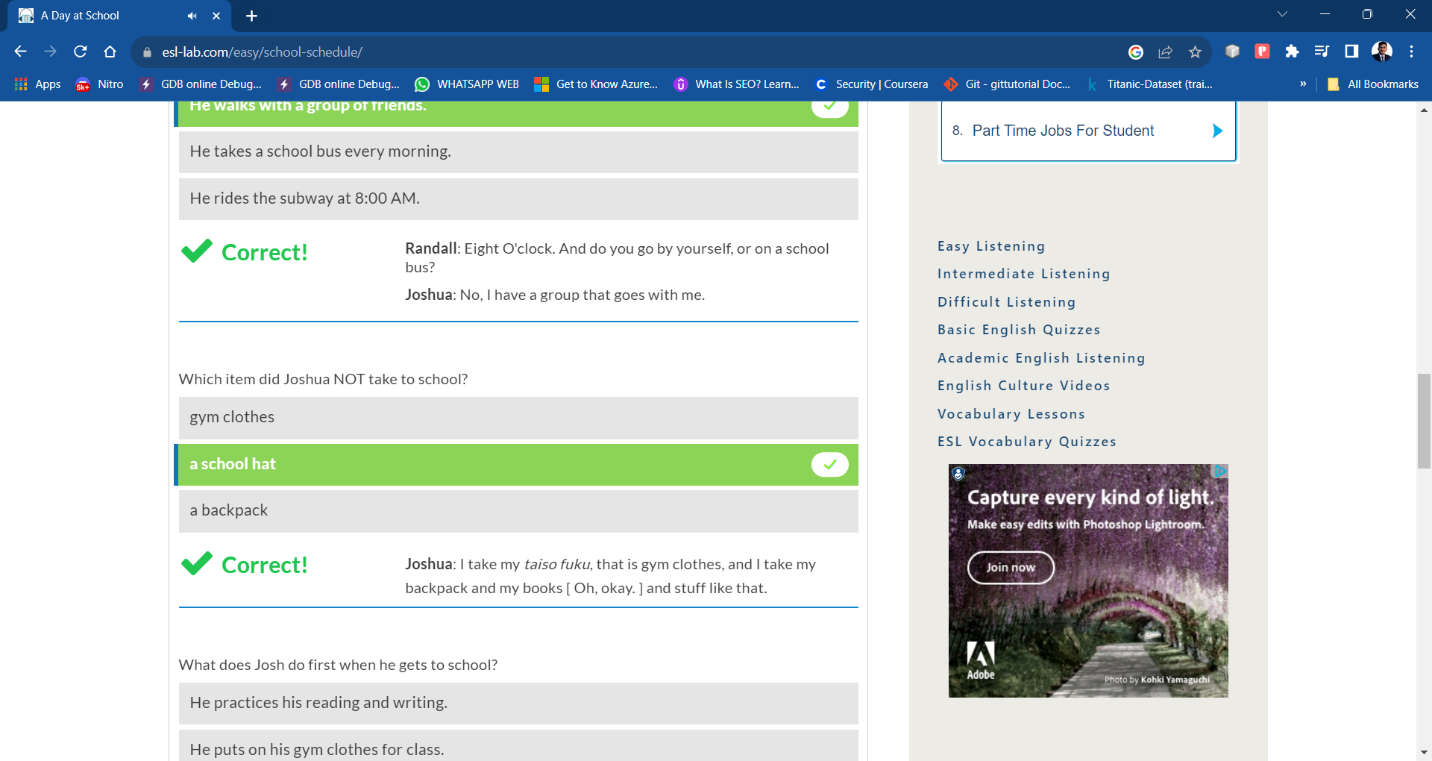 A Day at School
esl-lab.com/easy/school-schedule/
Apps
5k+
Nitro
GDB online Debug...
GDB online Debug...
WHATSAPP WEB
Get to Know Azure...
What Is SEO? Learn...
Security | Coursera
Git - gittutorial Doc...
Titanic-Dataset (trai...
»
All Bookmarks
He walks with a group of friends.
He takes a school bus every morning.
He rides the subway at 8:00 AM.
Correct!
Randall: Eight O'clock. And do you go by yourself, or on a school
bus?
Joshua: No, I have a group that goes with me.
Which item did Joshua NOT take to school?
gym clothes
a school hat
a backpack
Correct!
Joshua: I take my taiso fuku, that is gym clothes, and I take my
backpack and my books [ Oh, okay. ] and stuff like that.
What does Josh do first when he gets to school?
He practices his reading and writing.
He puts on his gym clothes for class.
8. Part Time Jobs For Student
Easy Listening
Intermediate Listening
Difficult Listening
Basic English Quizzes
Academic English Listening
English Culture Videos
Vocabulary Lessons
ESL Vocabulary Quizzes
Capture every kind of light.
Make easy edits with Photoshop Lightroom.
Join now
Adobe
Photo by Kohki Yamaguchi